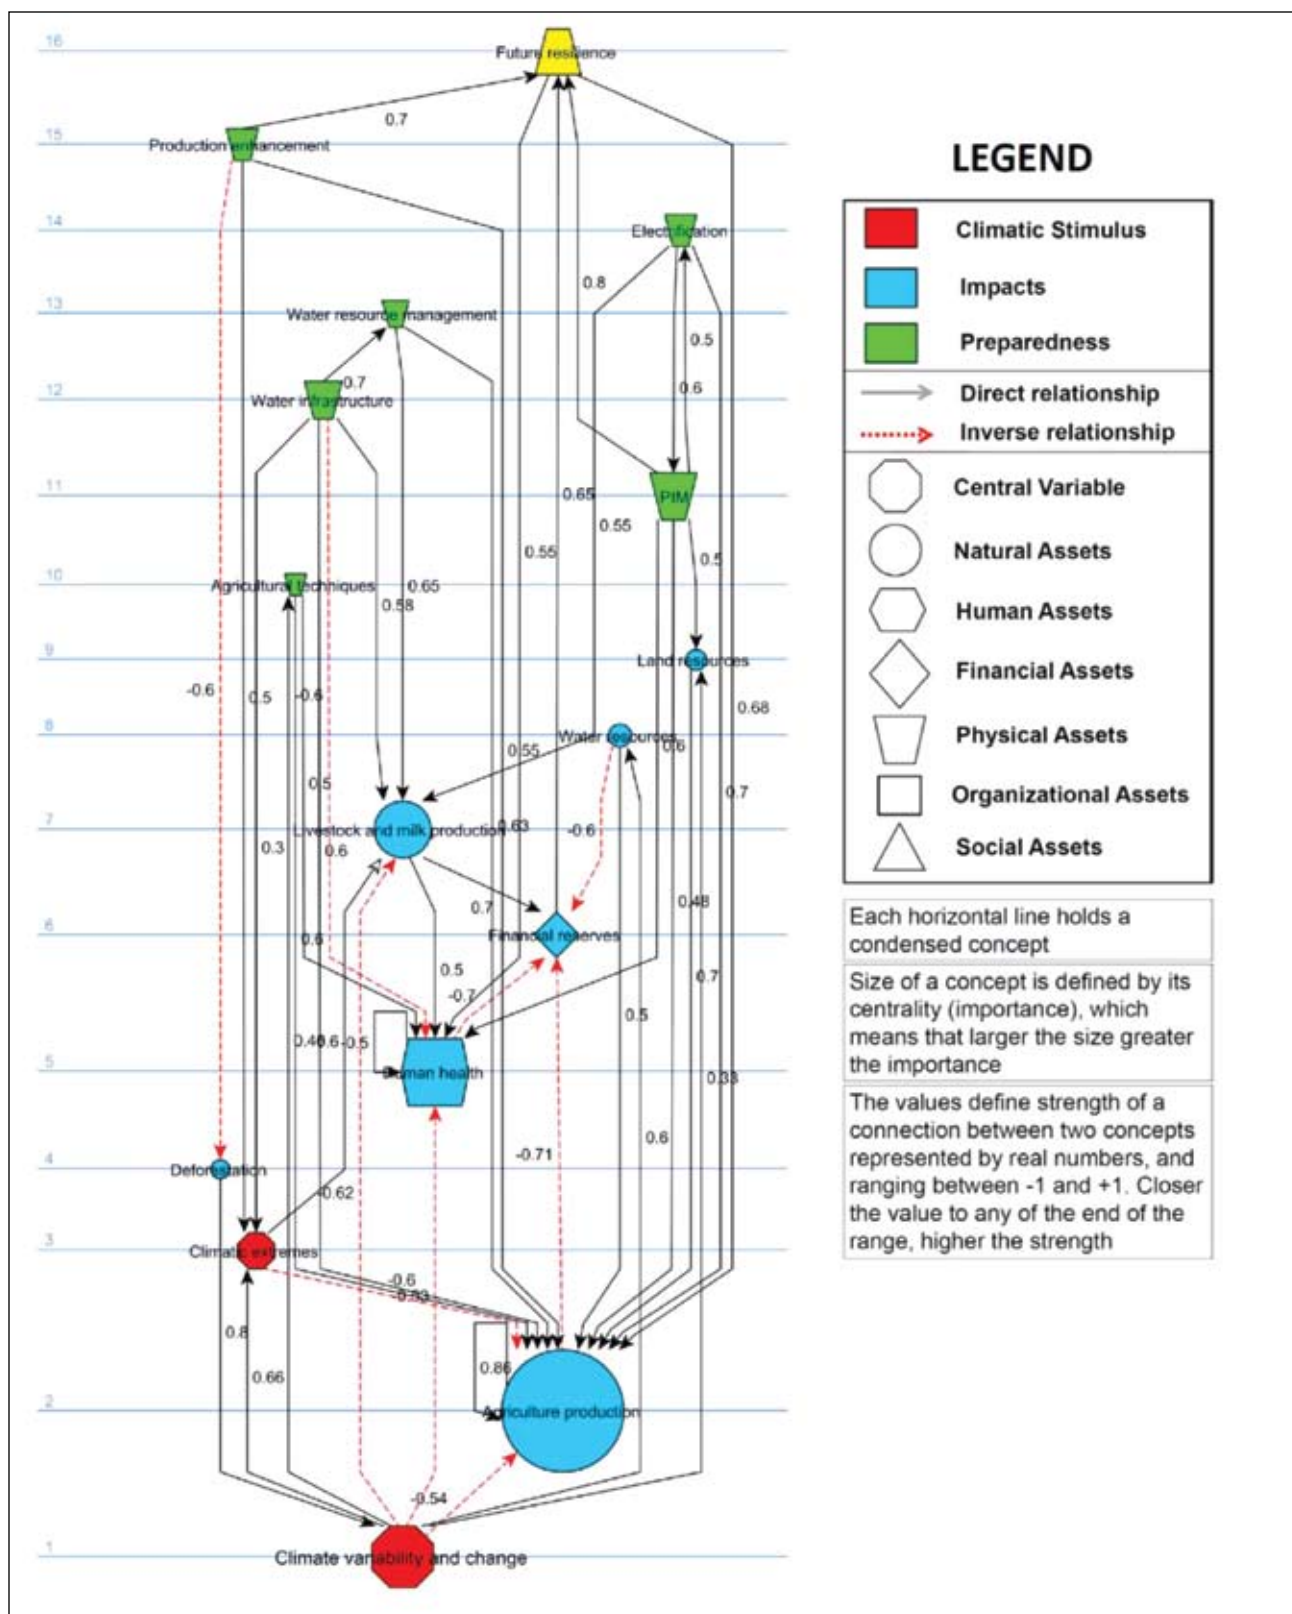 16
Future resilience
0.7
15
Production enhancement
14
Electrification
0.8
13
Water resource management
0.5
0.7
0.6
12
Water infrastructure
11
PIM
0.65
0.55
0.55
0.5
10
Agricultural techniques
0.65
0.58
9
Land resources
-0.6
0.5
-0.6
0.68
8
Water resources
0.6
0.55
0.5
0.7
7
Livestock and milk production
0.63
-0.6
0.3
0.6
0.48
0.7
6
Financial reserves
0.6
0.5
0.7
-0.7
0.5
0.6
-0.5
5
Human health
0.33
0.6
-0.71
4
Deforestation
-0.62
3
Climatic extremes
-0.6
0.8
0.86
0.66
2
Agriculture production
-0.54
1
Climate variability and change
LEGEND
Climatic Stimulus
Impacts
Preparedness
Direct relationship
Inverse relationship
Central Variable
Natural Assets
Human Assets
Financial Assets
Physical Assets
Organizational Assets
Social Assets
Each horizontal line holds a
condensed concept
Size of a concept is defined by its
centrality (importance), which
means that larger the size greater
the importance
The values define strength of a
connection between two concepts
represented by real numbers, and
ranging between -1 and +1. Closer
the value to any of the end of the
range, higher the strength